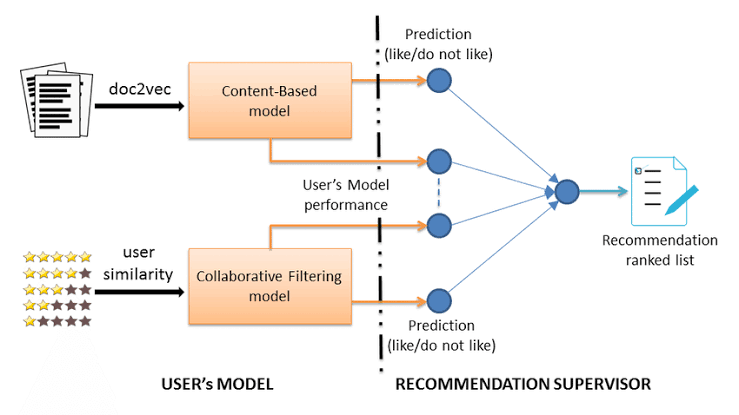 Prediction
(like/do not like)
doc2vec
Content-Based
model
User's Model
performance
Recommendation
ranked list
user
similarity
Collaborative Filtering
model
Prediction
(like/do not like)
USER's MODEL
RECOMMENDATION SUPERVISOR